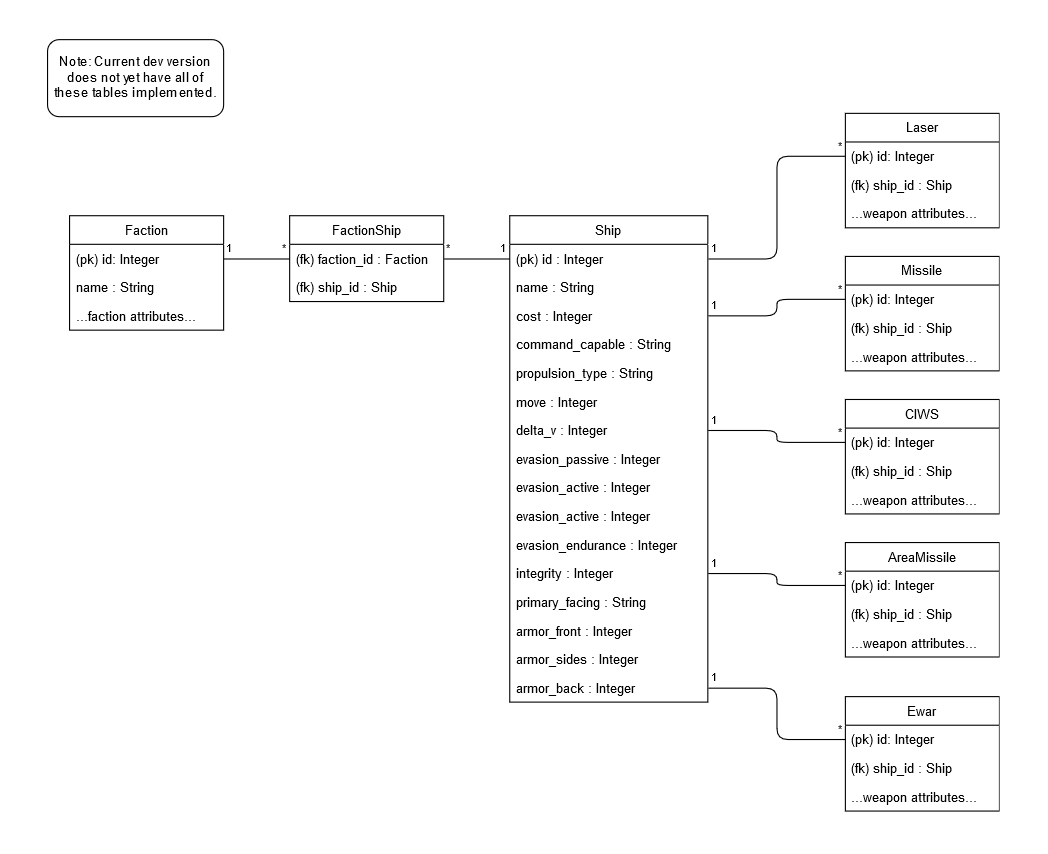 Note: Current dev version
does not yet have all of
these tables implemented.
Faction
(pk) id: Integer
name : String
...faction attributes...
1
*
FactionShip
(fk) faction_id : Faction
(fk) ship_id : Ship
*
1
Ship
(pk) id : Integer
name : String
cost : Integer
command_capable : String
propulsion_type : String
move : Integer
delta_v : Integer
evasion_passive : Integer
evasion_active : Integer
evasion_active : Integer
evasion_endurance : Integer
integrity : Integer
primary_facing : String
armor_front : Integer
armor_sides : Integer
armor_back : Integer
1
*
Laser
(pk) id: Integer
(fk) ship_id : Ship
...weapon attributes...
1
*
Missile
(pk) id: Integer
(fk) ship_id : Ship
...weapon attributes...
1
*
CIWS
(pk) id: Integer
(fk) ship_id : Ship
...weapon attributes...
1
*
AreaMissile
(pk) id: Integer
(fk) ship_id : Ship
...weapon attributes...
1
*
Ewar
(pk) id: Integer
(fk) ship_id : Ship
...weapon attributes...